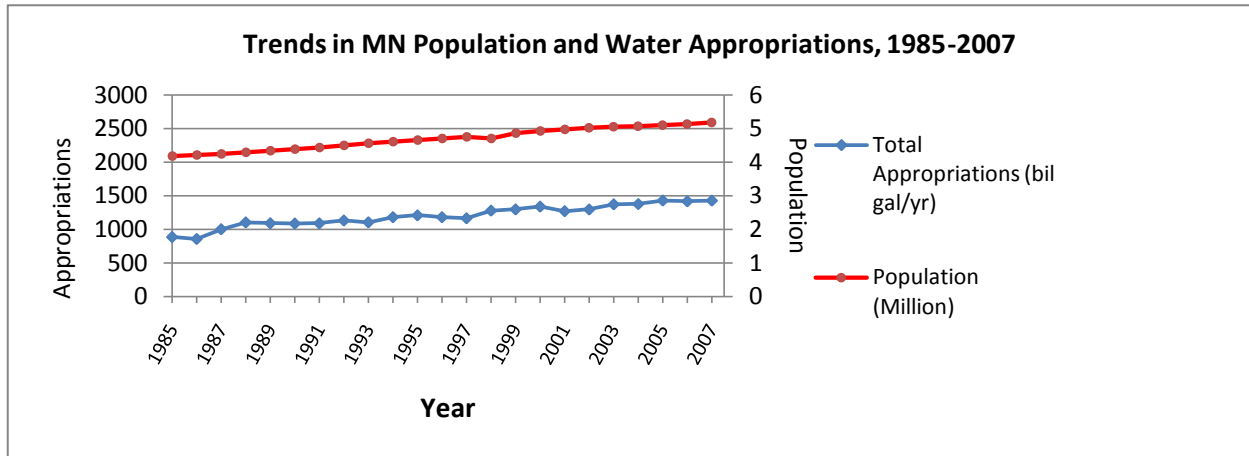 Trends in MN Population and Water Appropriations, 1985-2007
Appropriations
3000
2500
2000
1500
1000
500
0
6
5
4
3
2
1
0
Population
1985
1987
1989
1991
1993
1995
1997
1999
2001
2003
2005
2007
Year
Total
Appropriations (bil
gal/yr)
Population
(Million)